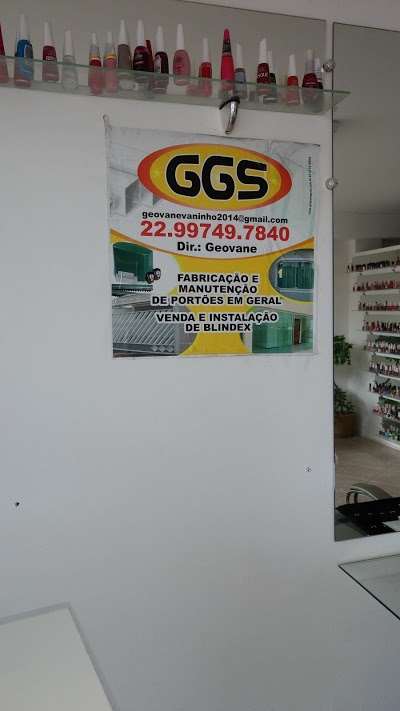 GGS
geovanevaninho2014@gmail.com
22.99749.7840
Dir.: Geovane
FABRICAÇÃO E
MANUTENÇÃO
DE PORTÕES EM GERAL
VENDA E INSTALAÇÃO
DE BLINDEX